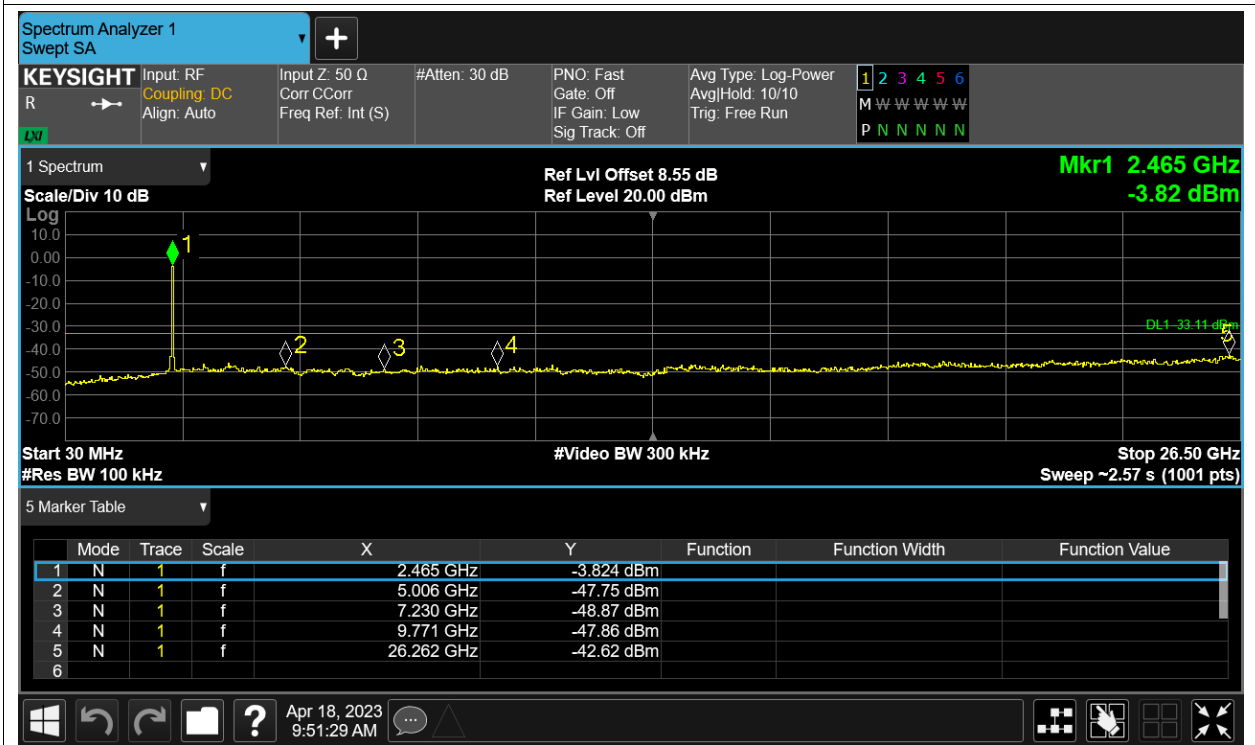 Spectrum Analyzer 1
Swept SA
KEYSIGHT
R
LXI
Input: RF
Coupling: DC
Align: Auto
Input Z: 50 Ω
Corr CCorr
Freq Ref: Int (S)
#Atten: 30 dB
PNO: Fast
Gate: Off
IF Gain: Low
Sig Track: Off
Avg Type: Log-Power
Avg|Hold: 10/10
Trig: Free Run
1 2 3 4 5 6
M W W W W W
P N N N N N
1 Spectrum
Scale/Div 10 dB
Ref Lvl Offset 8.55 dB
Ref Level 20.00 dBm
Mkr1 2.465 GHz
-3.82 dBm
Log
10.0
0.00
-10.0
-20.0
-30.0
-40.0
-50.0
-60.0
-70.0
1
2
3
4
5
DL1 -33.11 dBm
Start 30 MHz
#Res BW 100 kHz
#Video BW 300 kHz
Stop 26.50 GHz
Sweep ~2.57 s (1001 pts)
5 Marker Table
Mode Trace Scale X Y Function Function Width Function Value
1 N 1 f 2.465 GHz -3.824 dBm
2 N 1 f 5.006 GHz -47.75 dBm
3 N 1 f 7.230 GHz -48.87 dBm
4 N 1 f 9.771 GHz -47.86 dBm
5 N 1 f 26.262 GHz -42.62 dBm
6
?
Apr 18, 2023
9:51:29 AM